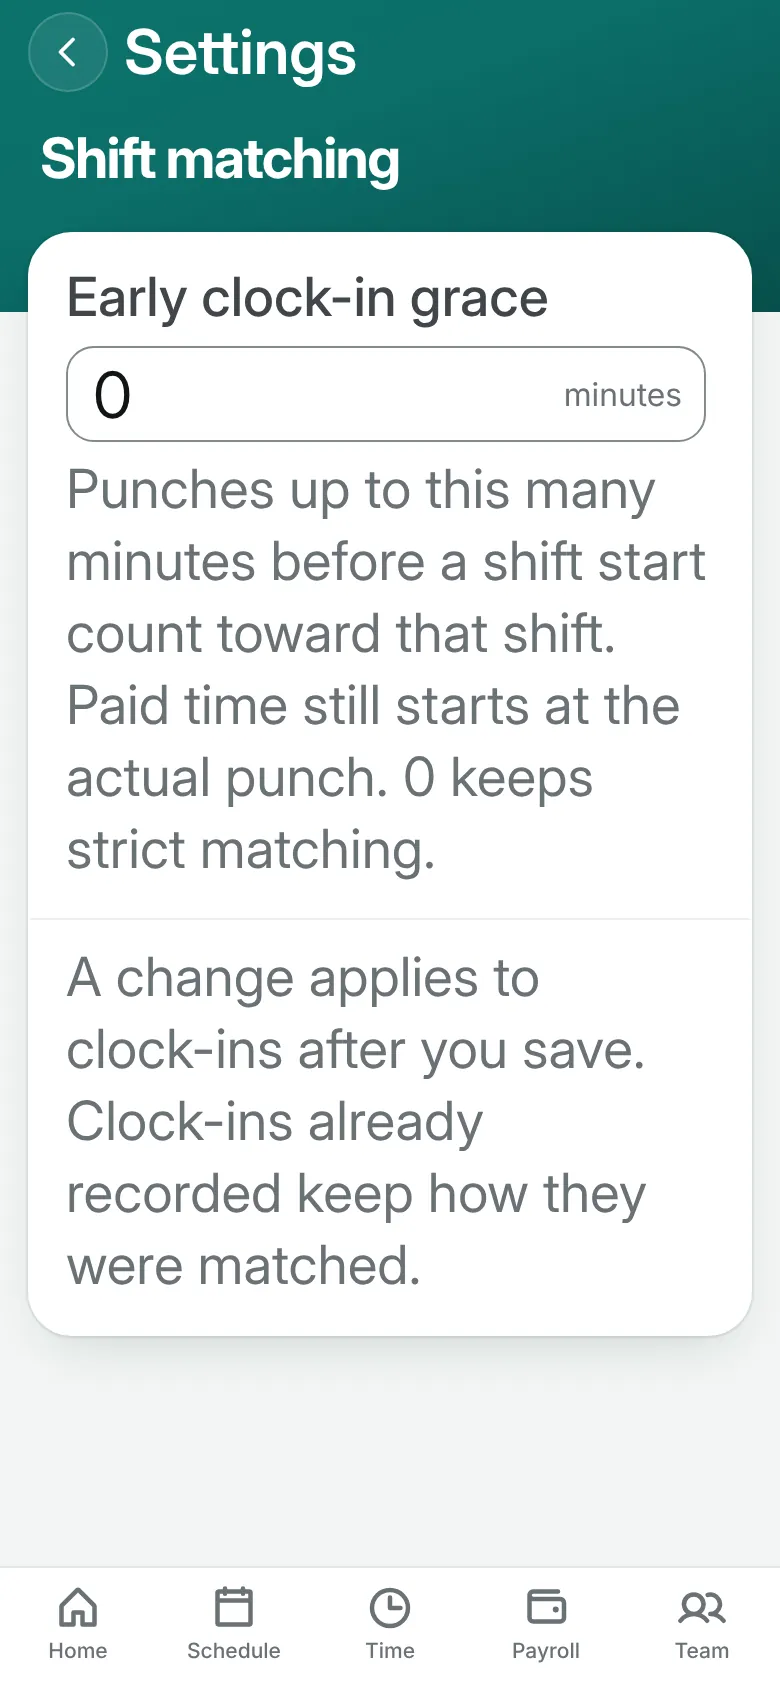 Settings
Shift matching
Early clock-in grace
0 minutes
Punches up to this many
minutes before a shift start
count toward that shift.
Paid time still starts at the
actual punch. 0 keeps
strict matching.
A change applies to
clock-ins after you save.
Clock-ins already
recorded keep how they
were matched.
Home Schedule Time Payroll Team